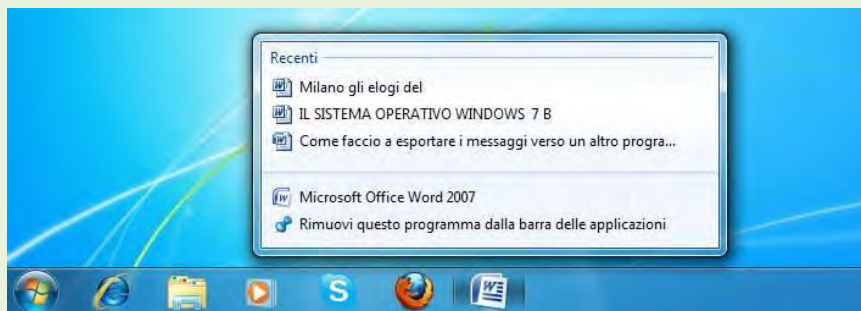 Recenti
Milano gli elogi del
IL SISTEMA OPERATIVO WINDOWS 7 B
Come faccio a esportare i messaggi verso un altro progra...
Microsoft Office Word 2007
Rimuovi questo programma dalla barra delle applicazioni